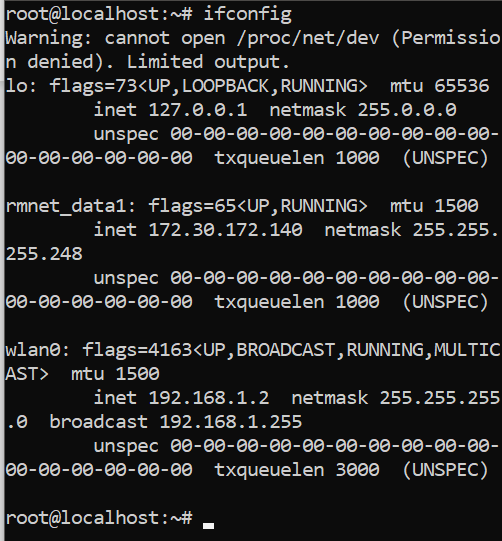 root@localhost:~# ifconfig
Warning: cannot open /proc/net/dev (Permissio
n denied). Limited output.
lo: flags=73<UP,LOOPBACK,RUNNING>  mtu 65536
        inet 127.0.0.1  netmask 255.0.0.0
        unspec 00-00-00-00-00-00-00-00-00-00-
00-00-00-00-00-00  txqueuelen 1000  (UNSPEC)

rmnet_data1: flags=65<UP,RUNNING>  mtu 1500
        inet 172.30.172.140  netmask 255.255.
255.248
        unspec 00-00-00-00-00-00-00-00-00-00-
00-00-00-00-00-00  txqueuelen 1000  (UNSPEC)

wlan0: flags=4163<UP,BROADCAST,RUNNING,MULTIC
AST>  mtu 1500
        inet 192.168.1.2  netmask 255.255.255
.0  broadcast 192.168.1.255
        unspec 00-00-00-00-00-00-00-00-00-00-
00-00-00-00-00-00  txqueuelen 3000  (UNSPEC)

root@localhost:~#